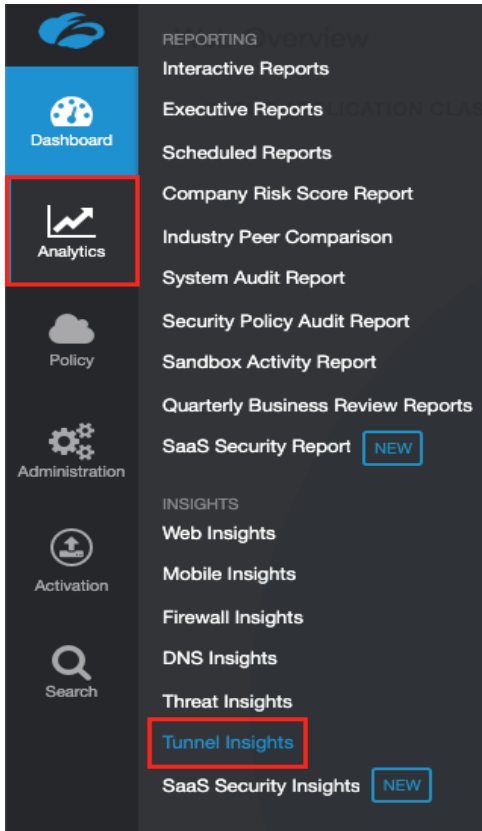 Dashboard
Analytics
Policy
Administration
Activation
Search
REPORTING
Interactive Reports
Executive Reports
Scheduled Reports
Company Risk Score Report
Industry Peer Comparison
System Audit Report
Security Policy Audit Report
Sandbox Activity Report
Quarterly Business Review Reports
SaaS Security Report NEW
INSIGHTS
Web Insights
Mobile Insights
Firewall Insights
DNS Insights
Threat Insights
Tunnel Insights
SaaS Security Insights NEW